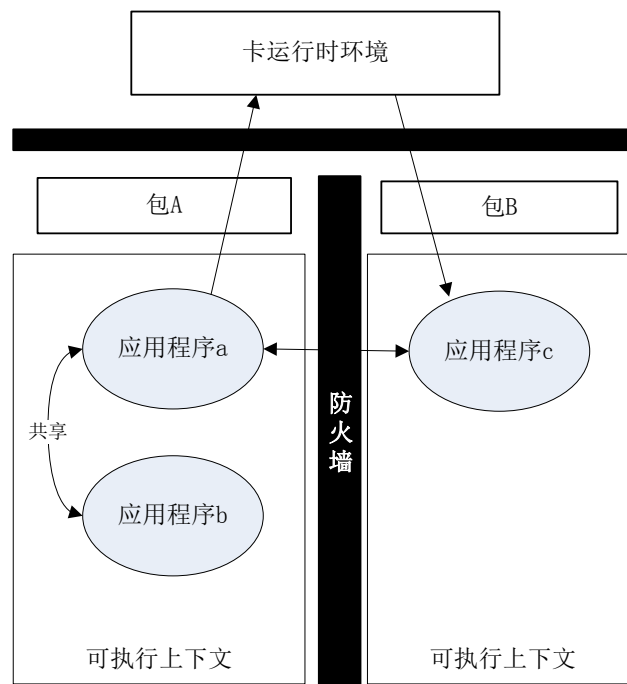 卡运行时环境
包A
包B
应用程序a
应用程序c
共享
防火墙
应用程序b
可执行上下文
可执行上下文